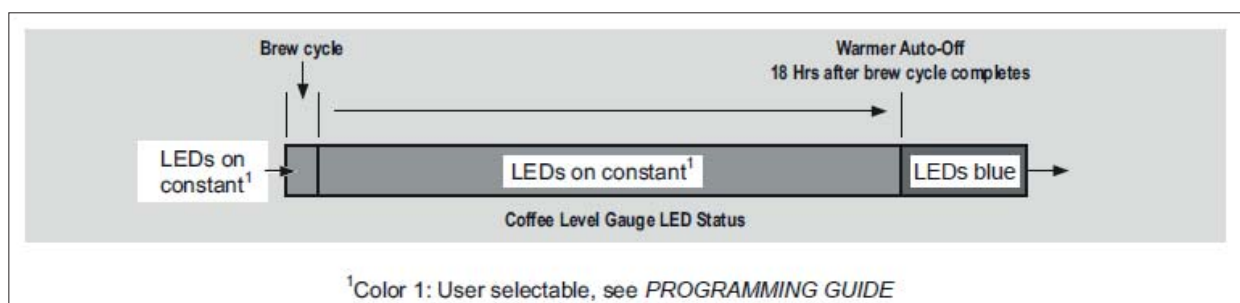 Brew cycle
Warmer Auto-Off
18 Hrs after brew cycle completes
LEDs on
constant¹
LEDs on constant¹
LEDs blue
Coffee Level Gauge LED Status
¹Color 1: User selectable, see PROGRAMMING GUIDE